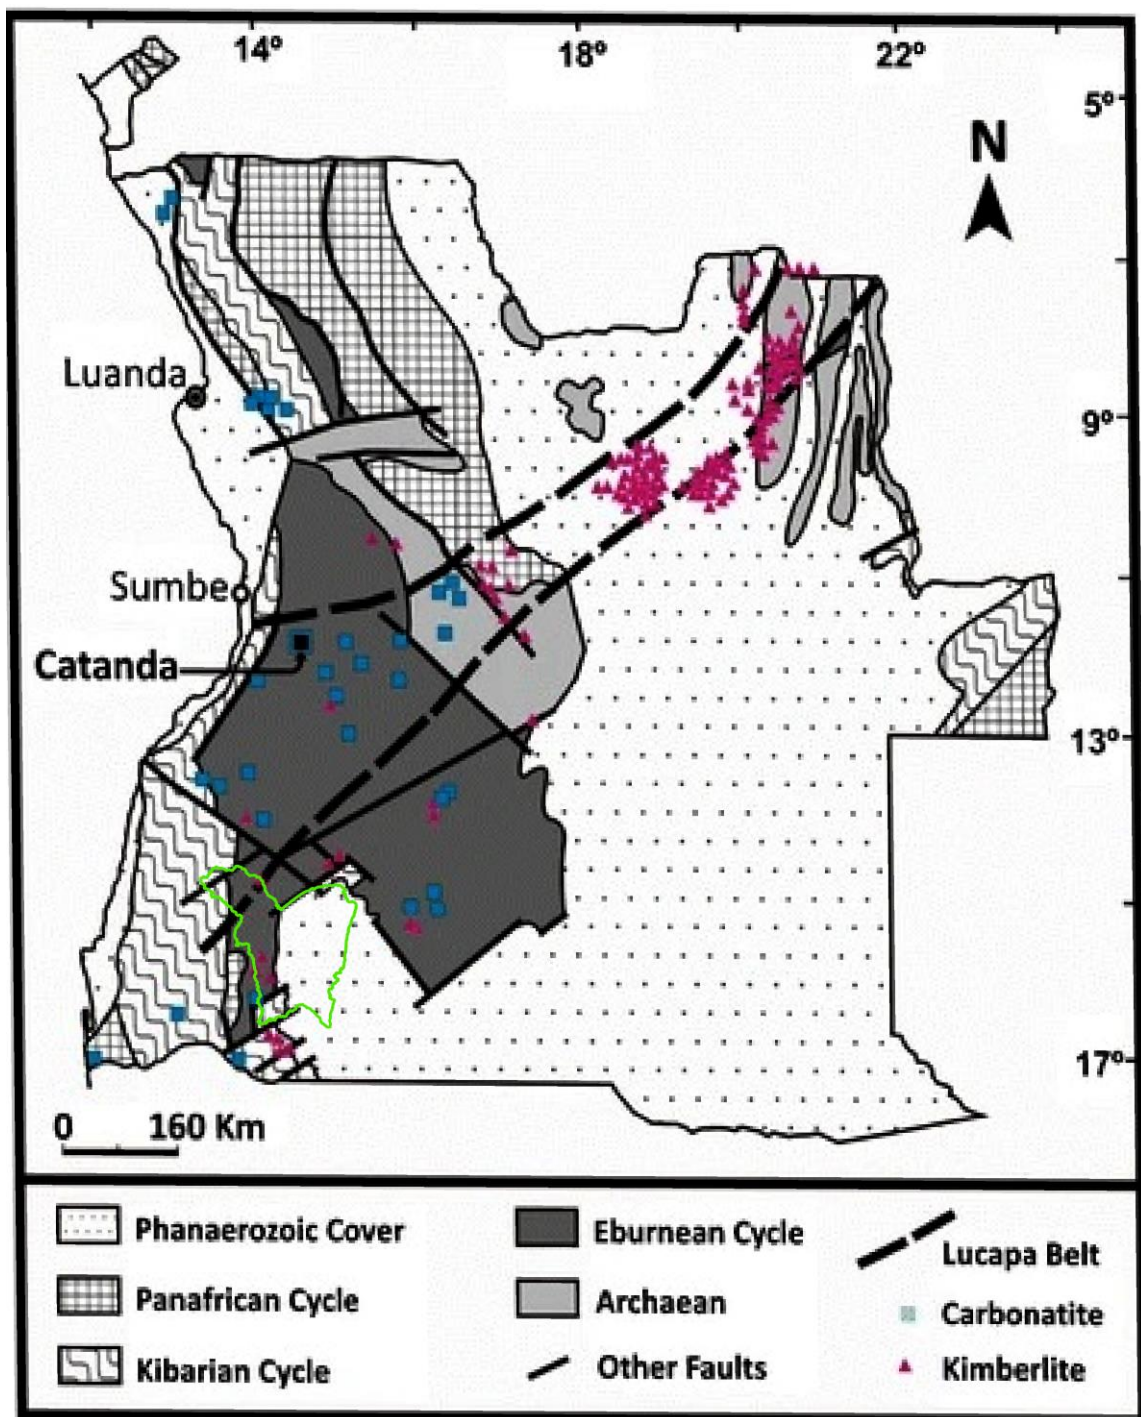 14º 18º 22º
5º
N
Luanda
9º
Sumbe
Catanda
13º
17º
0 160 Km
Phanaerozoic Cover
Eburnean Cycle
Lucapa Belt
Panafrican Cycle
Archaean
Carbonatite
Kibarian Cycle
Other Faults
Kimberlite